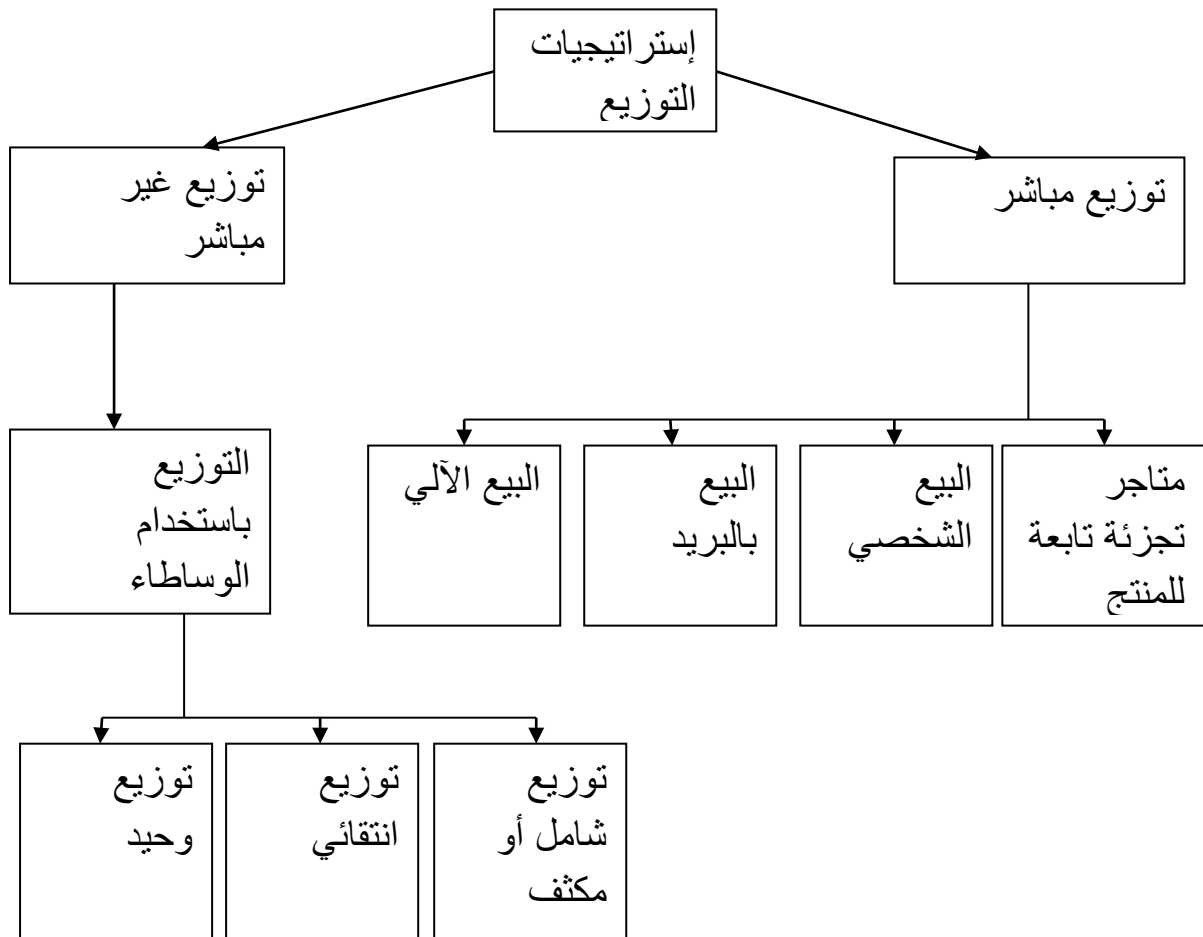 إستراتيجيات
التوزيع
توزيع مباشر
توزيع غير
مباشر
متاجر
تجزئة تابعة
للمنتج
البيع
الشخصي
البيع
بالبريد
البيع الآلي
التوزيع
باستخدام
الوساطاء
توزيع
شامل أو
مكثف
توزيع
انتقائي
توزيع
وحيد